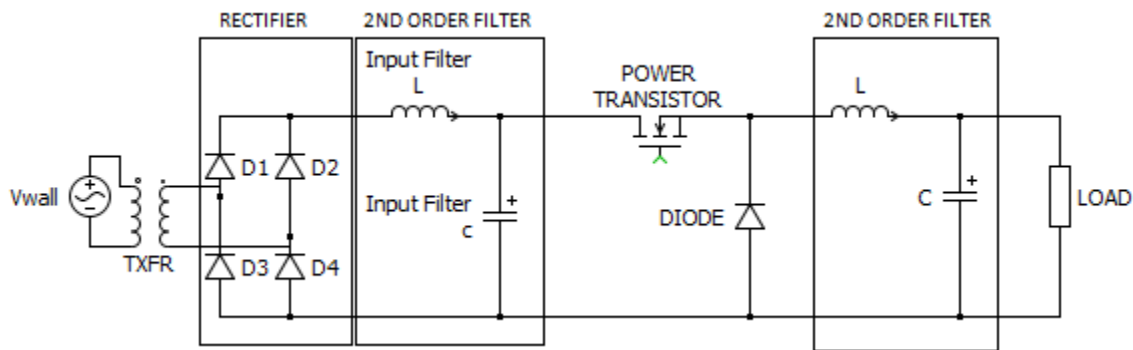 RECTIFIER
2ND ORDER FILTER
2ND ORDER FILTER
Input Filter
L
POWER
TRANSISTOR
L
D1
D2
Vwall
Input Filter
c
DIODE
C
LOAD
TXFR
D3
D4